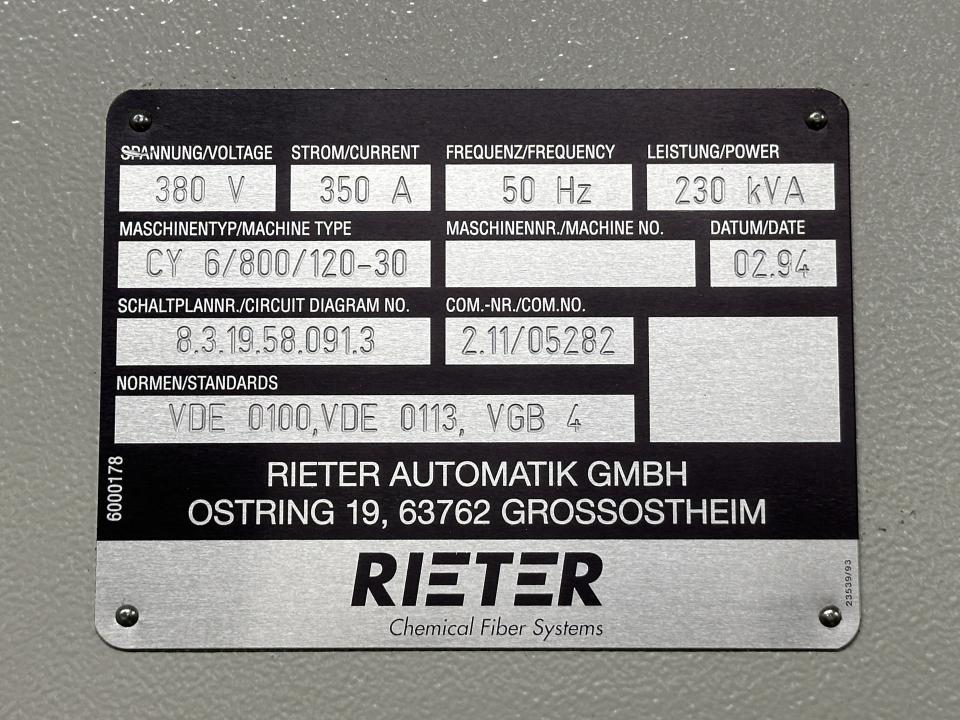 SPANNUNG/VOLTAGE STROM/CURRENT FREQUENZ/FREQUENCY LEISTUNG/POWER
380 V 350 A 50 Hz 230 kVA
MASCHINENTYP/MACHINE TYPE MASCHINENNR./MACHINE NO. DATUM/DATE
CY 6/800/120-30 02.94
SCHALTPLANNR./CIRCUIT DIAGRAM NO. COM.-NR./COM.NO.
8.3.19.58.091.3 2.11/05282
NORMEN/STANDARDS
VDE 0100,VDE 0113, VGB 4
6000178
RIETER AUTOMATIK GMBH
OSTRING 19, 63762 GROSSOSTHEIM
RIETER
Chemical Fiber Systems
23539/93